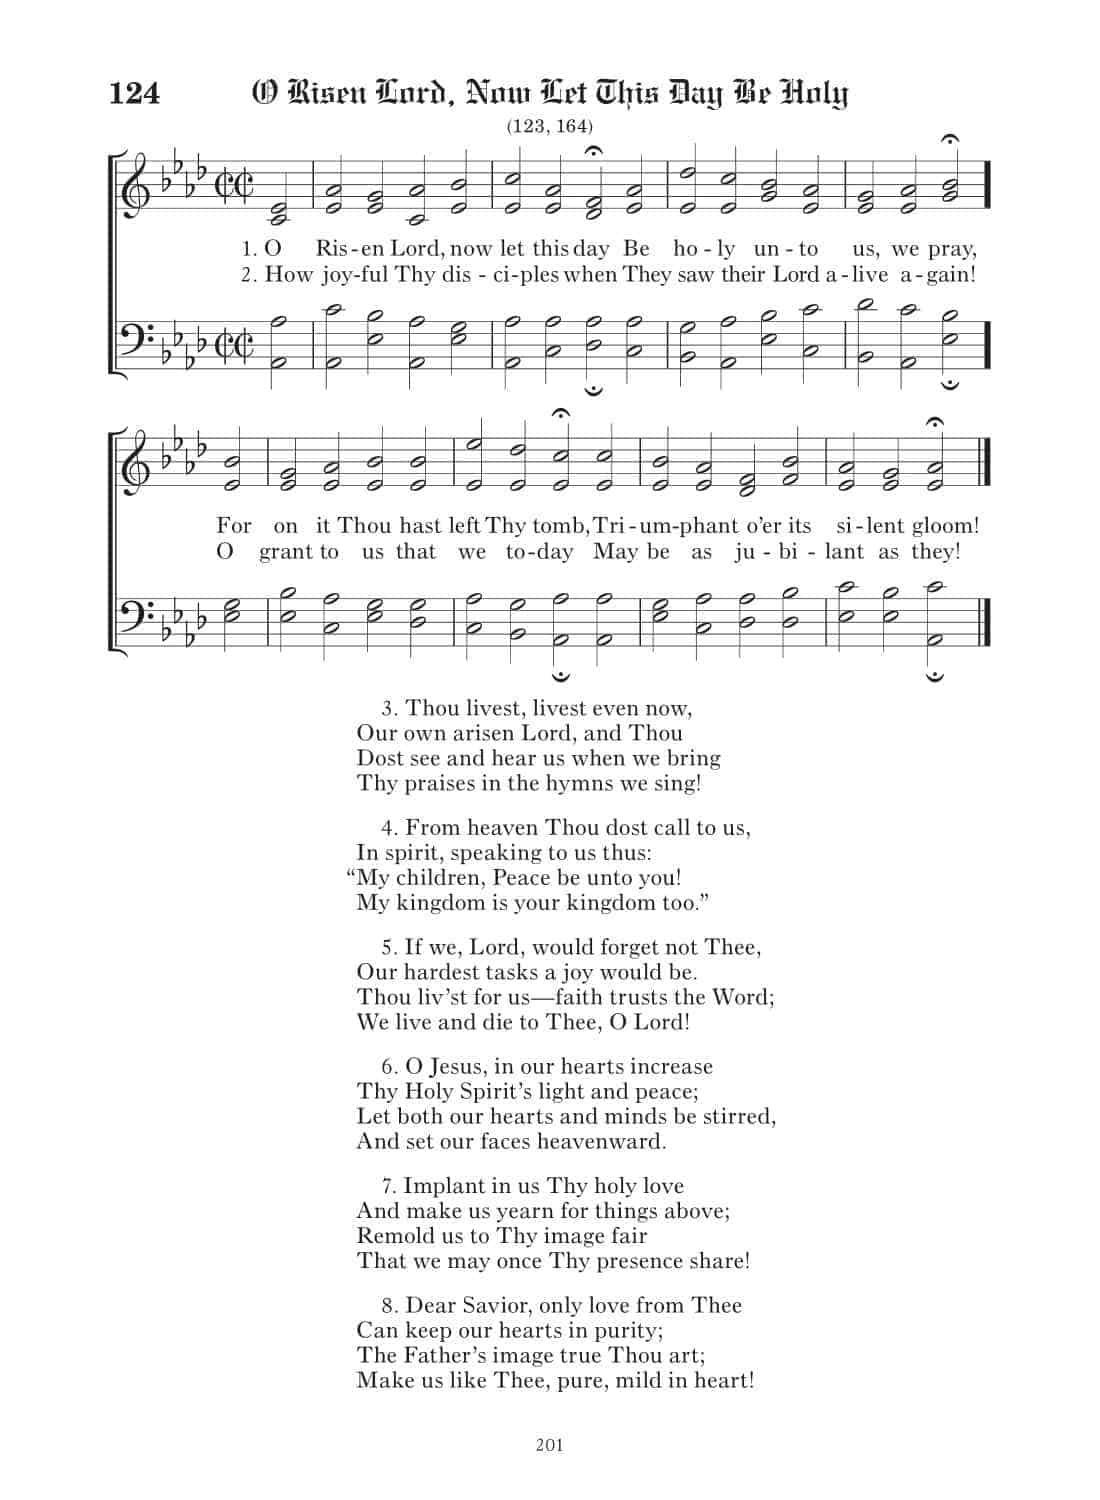 124 O Risen Lord, Now Let This Day Be Holy
(123, 164)
1. O Ris-en Lord, now let this day Be ho-ly un-to us, we pray,
2. How joy-ful Thy dis-ci-ples when They saw their Lord a-live a-gain!
For on it Thou hast left Thy tomb, Tri-um-phant o'er its si-lent gloom!
O grant to us that we to-day May be as ju-bi-lant as they!
3. Thou livest, livest even now,
Our own arisen Lord, and Thou
Dost see and hear us when we bring
Thy praises in the hymns we sing!
4. From heaven Thou dost call to us,
In spirit, speaking to us thus:
“My children, Peace be unto you!
My kingdom is your kingdom too.”
5. If we, Lord, would forget not Thee,
Our hardest tasks a joy would be.
Thou liv’st for us—faith trusts the Word;
We live and die to Thee, O Lord!
6. O Jesus, in our hearts increase
Thy Holy Spirit’s light and peace;
Let both our hearts and minds be stirred,
And set our faces heavenward.
7. Implant in us Thy holy love
And make us yearn for things above;
Remold us to Thy image fair
That we may once Thy presence share!
8. Dear Savior, only love from Thee
Can keep our hearts in purity;
The Father’s image true Thou art;
Make us like Thee, pure, mild in heart!
201